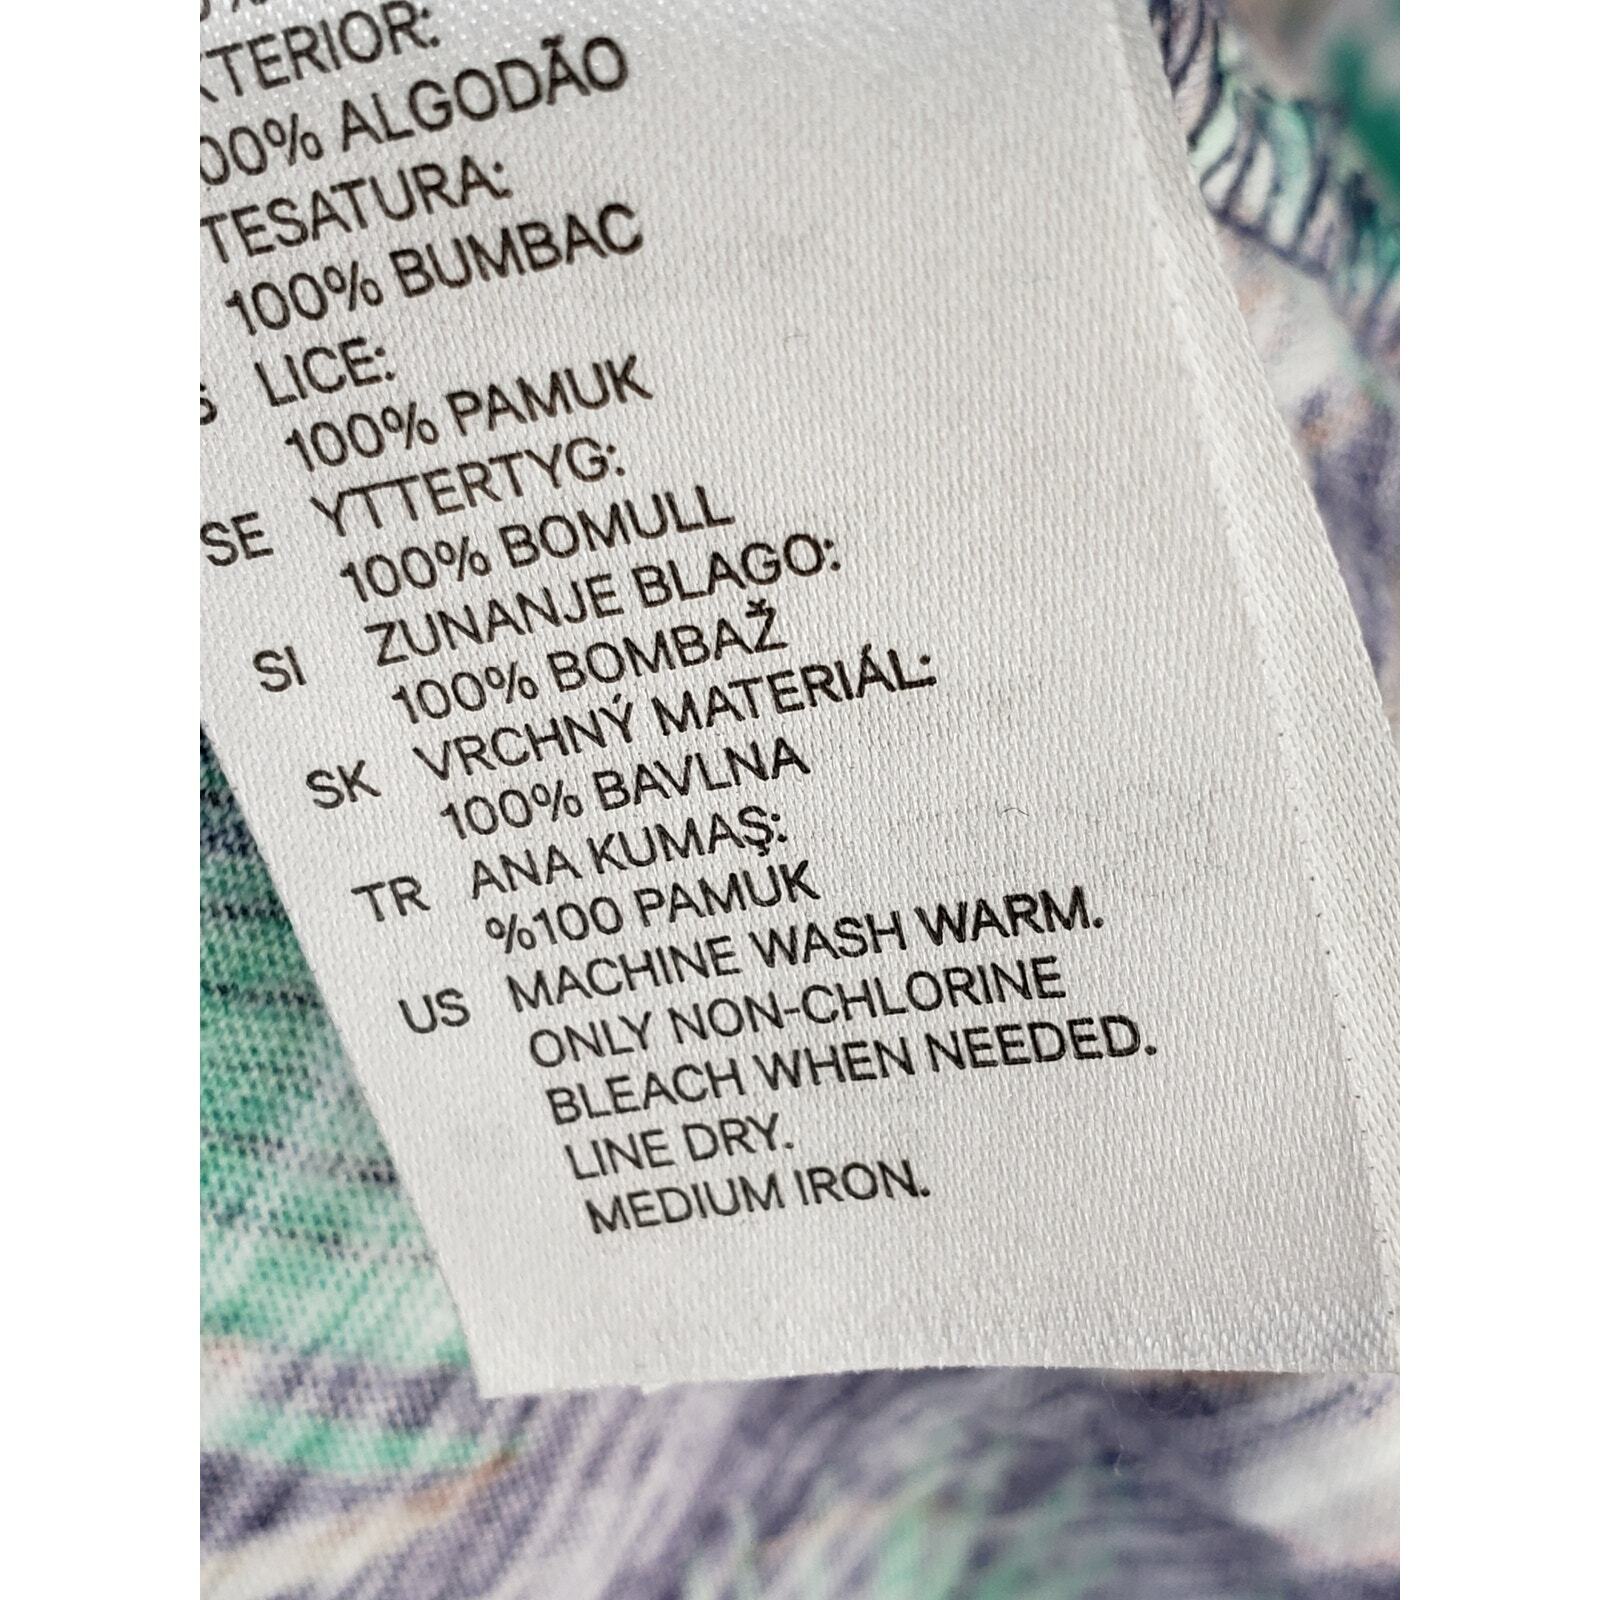 TERIOR:
00% ALGODÃO
TESATURA:
100% BUMBAC
LICE:
100% PAMUK
SE YTTERTYG:
100% BOMULL
SI ZUNANJE BLAGO:
100% BOMBAŽ
SK VRCHNÝ MATERIÁL:
100% BAVLNA
TR ANA KUMAŞ:
%100 PAMUK
US MACHINE WASH WARM.
ONLY NON-CHLORINE
BLEACH WHEN NEEDED.
LINE DRY.
MEDIUM IRON.